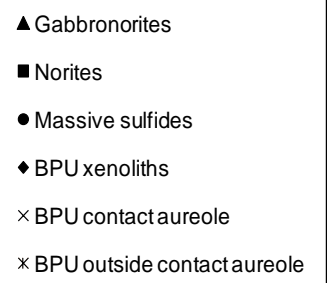 Gabbronorites
Norites
Massive sulfides
BPU xenoliths
BPU contact aureole
BPU outside contact aureole